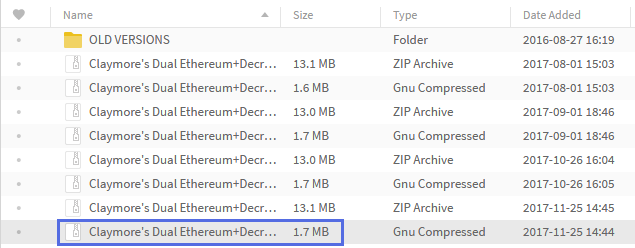 Name Size Type Date Added
OLD VERSIONS Folder 2016-08-27 16:19
Claymore's Dual Ethereum+Decr... 13.1 MB ZIP Archive 2017-08-01 15:03
Claymore's Dual Ethereum+Decr... 1.6 MB Gnu Compressed 2017-08-01 15:03
Claymore's Dual Ethereum+Decr... 13.0 MB ZIP Archive 2017-09-01 18:46
Claymore's Dual Ethereum+Decr... 1.7 MB Gnu Compressed 2017-09-01 18:46
Claymore's Dual Ethereum+Decr... 13.0 MB ZIP Archive 2017-10-26 16:04
Claymore's Dual Ethereum+Decr... 1.7 MB Gnu Compressed 2017-10-26 16:05
Claymore's Dual Ethereum+Decr... 13.1 MB ZIP Archive 2017-11-25 14:45
Claymore's Dual Ethereum+Decr... 1.7 MB Gnu Compressed 2017-11-25 14:44